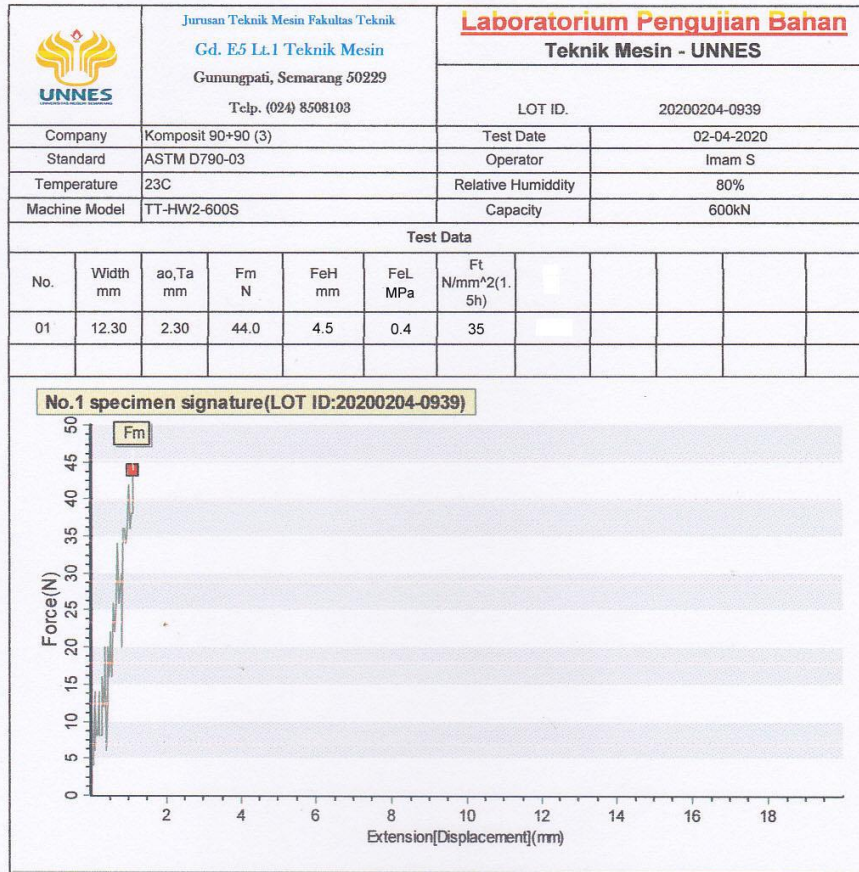 UNNES
Jurusan Teknik Mesin Fakultas Teknik
Gd. E5 Lt.1 Teknik Mesin
Gunungpati, Semarang 50229
Telp. (024) 8508103
Laboratorium Pengujian Bahan
Teknik Mesin - UNNES
LOT ID. 20200204-0939
Company Komposit 90+90 (3) Test Date 02-04-2020
Standard ASTM D790-03 Operator Imam S
Temperature 23C Relative Humiddity 80%
Machine Model TT-HW2-600S Capacity 600kN
Test Data
No. Width mm ao,Ta mm Fm N FeH mm FeL MPa Ft N/mm^2(1.5h)
01 12.30 2.30 44.0 4.5 0.4 35
No.1 specimen signature(LOT ID:20200204-0939)
Fm
50
45
40
35
30
25
20
15
10
5
0
Force(N)
2 4 6 8 10 12 14 16 18
Extension[Displacement](mm)